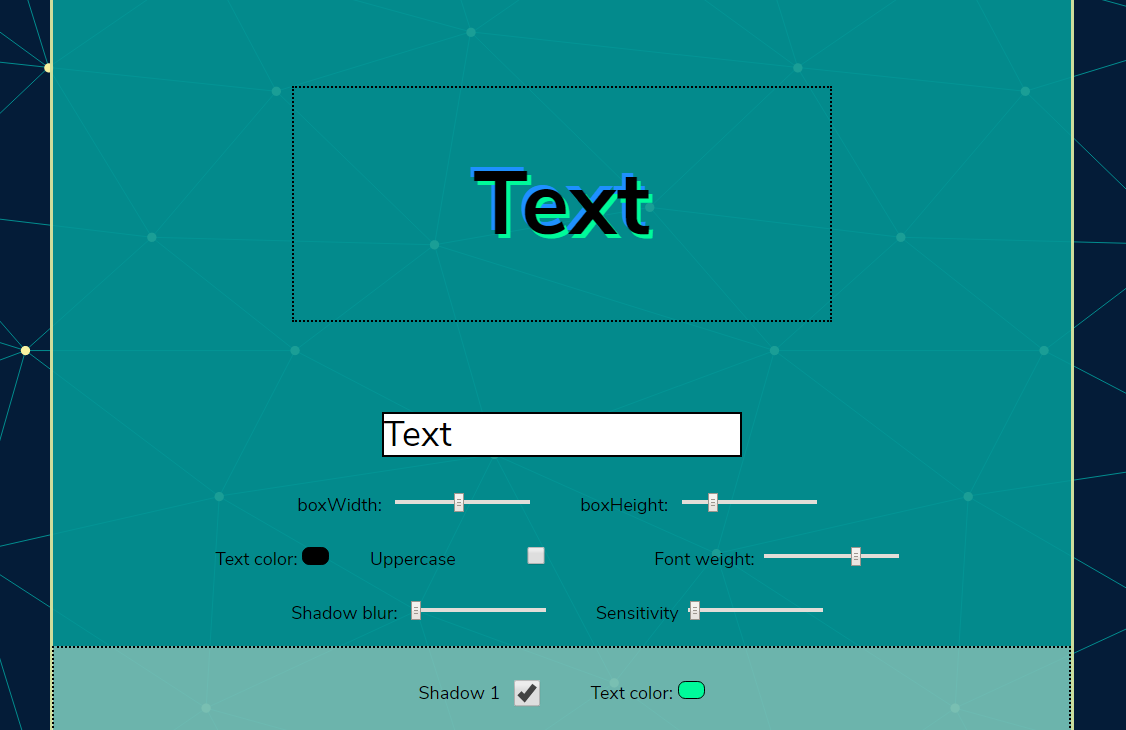 Text
Text
boxWidth: boxHeight:
Text color: Uppercase Font weight:
Shadow blur: Sensitivity
Shadow 1 Text color: